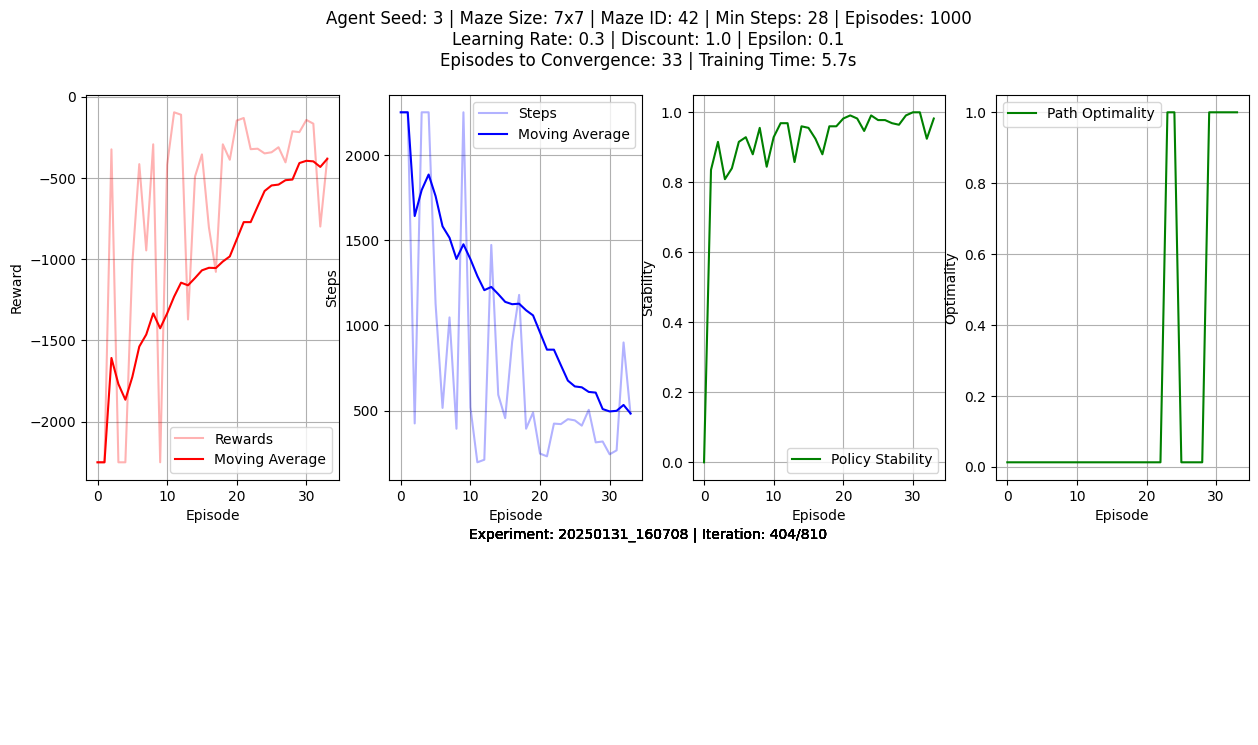 Agent Seed: 3 | Maze Size: 7x7 | Maze ID: 42 | Min Steps: 28 | Episodes: 1000
Learning Rate: 0.3 | Discount: 1.0 | Epsilon: 0.1
Episodes to Convergence: 33 | Training Time: 5.7s
Reward
0
−500
−1000
−1500
−2000
Rewards
Moving Average
0
10
20
30
Episode
Steps
2000
1500
1000
500
Steps
Moving Average
0
10
20
30
Episode
Stability
1.0
0.8
0.6
0.4
0.2
0.0
Policy Stability
0
10
20
30
Episode
Optimality
1.0
0.8
0.6
0.4
0.2
0.0
Path Optimality
0
10
20
30
Episode
Experiment: 20250131_160708 | Iteration: 404/810